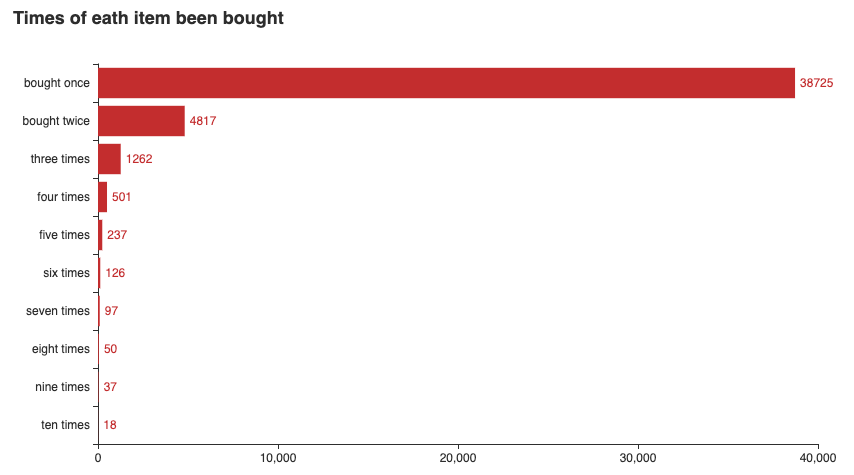 Times of eath item been bought
bought once 38725
bought twice 4817
three times 1262
four times 501
five times 237
six times 126
seven times 97
eight times 50
nine times 37
ten times 18
0 10,000 20,000 30,000 40,000